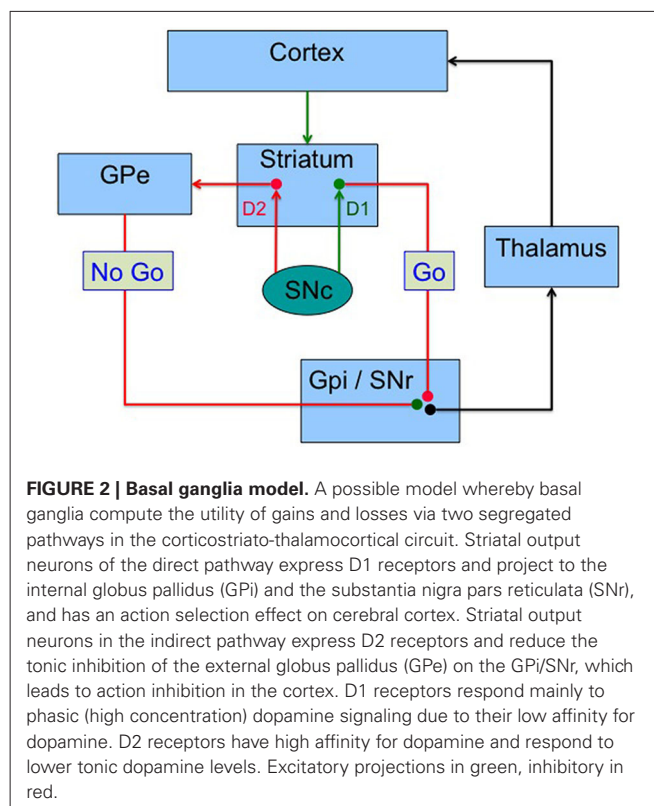 Cortex
Striatum
GPe
D2
D1
Thalamus
No Go
SNc
Go
Gpi / SNr
FIGURE 2 | Basal ganglia model. A possible model whereby basal
ganglia compute the utility of gains and losses via two segregated
pathways in the corticostriato-thalamocortical circuit. Striatal output
neurons of the direct pathway express D1 receptors and project to the
internal globus pallidus (GPi) and the substantia nigra pars reticulata (SNr),
and has an action selection effect on cerebral cortex. Striatal output
neurons in the indirect pathway express D2 receptors and reduce the
tonic inhibition of the external globus pallidus (GPe) on the GPi/SNr, which
leads to action inhibition in the cortex. D1 receptors respond mainly to
phasic (high concentration) dopamine signaling due to their low affinity for
dopamine. D2 receptors have high affinity for dopamine and respond to
lower tonic dopamine levels. Excitatory projections in green, inhibitory in
red.